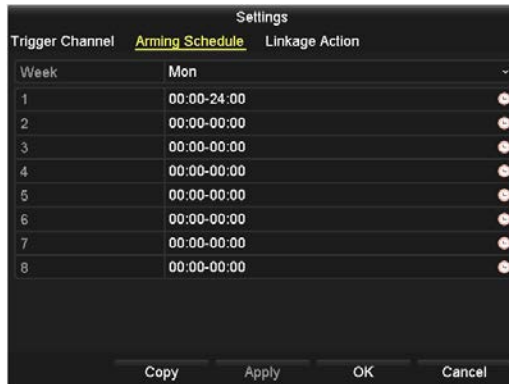 Settings
Trigger Channel Arming Schedule Linkage Action
Week Mon
1 00:00-24:00
2 00:00-00:00
3 00:00-00:00
4 00:00-00:00
5 00:00-00:00
6 00:00-00:00
7 00:00-00:00
8 00:00-00:00
Copy Apply OK Cancel